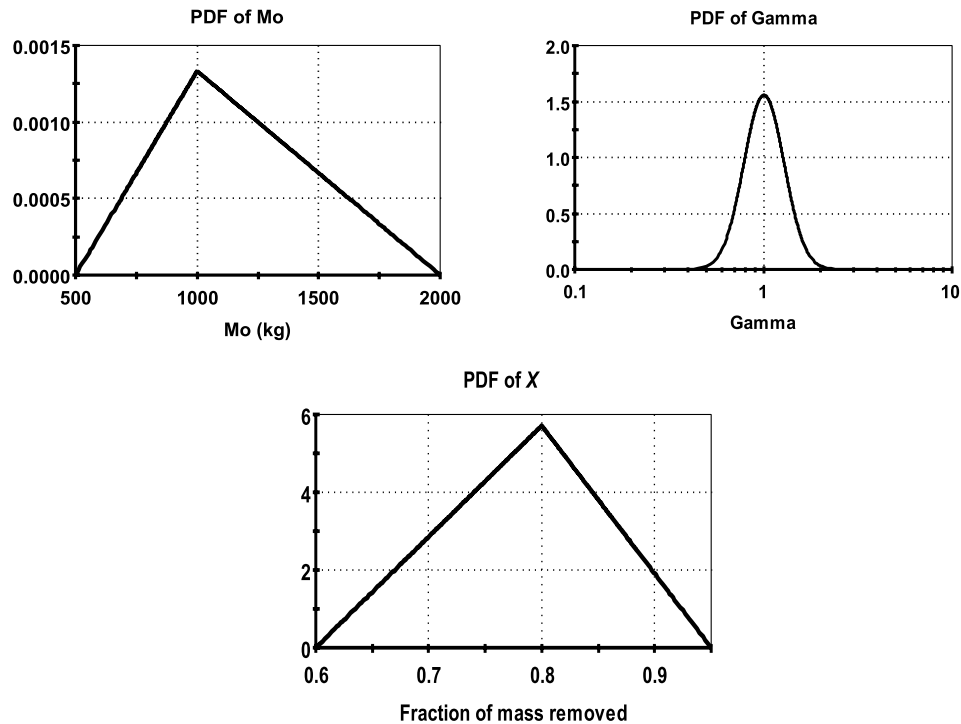 PDF of Mo
0.0015
0.0010
0.0005
0.0000
500 1000 1500 2000
Mo (kg)
PDF of Gamma
2.0
1.5
1.0
0.5
0.0
0.1 1 10
Gamma
PDF of X
6
4
2
0
0.6 0.7 0.8 0.9
Fraction of mass removed